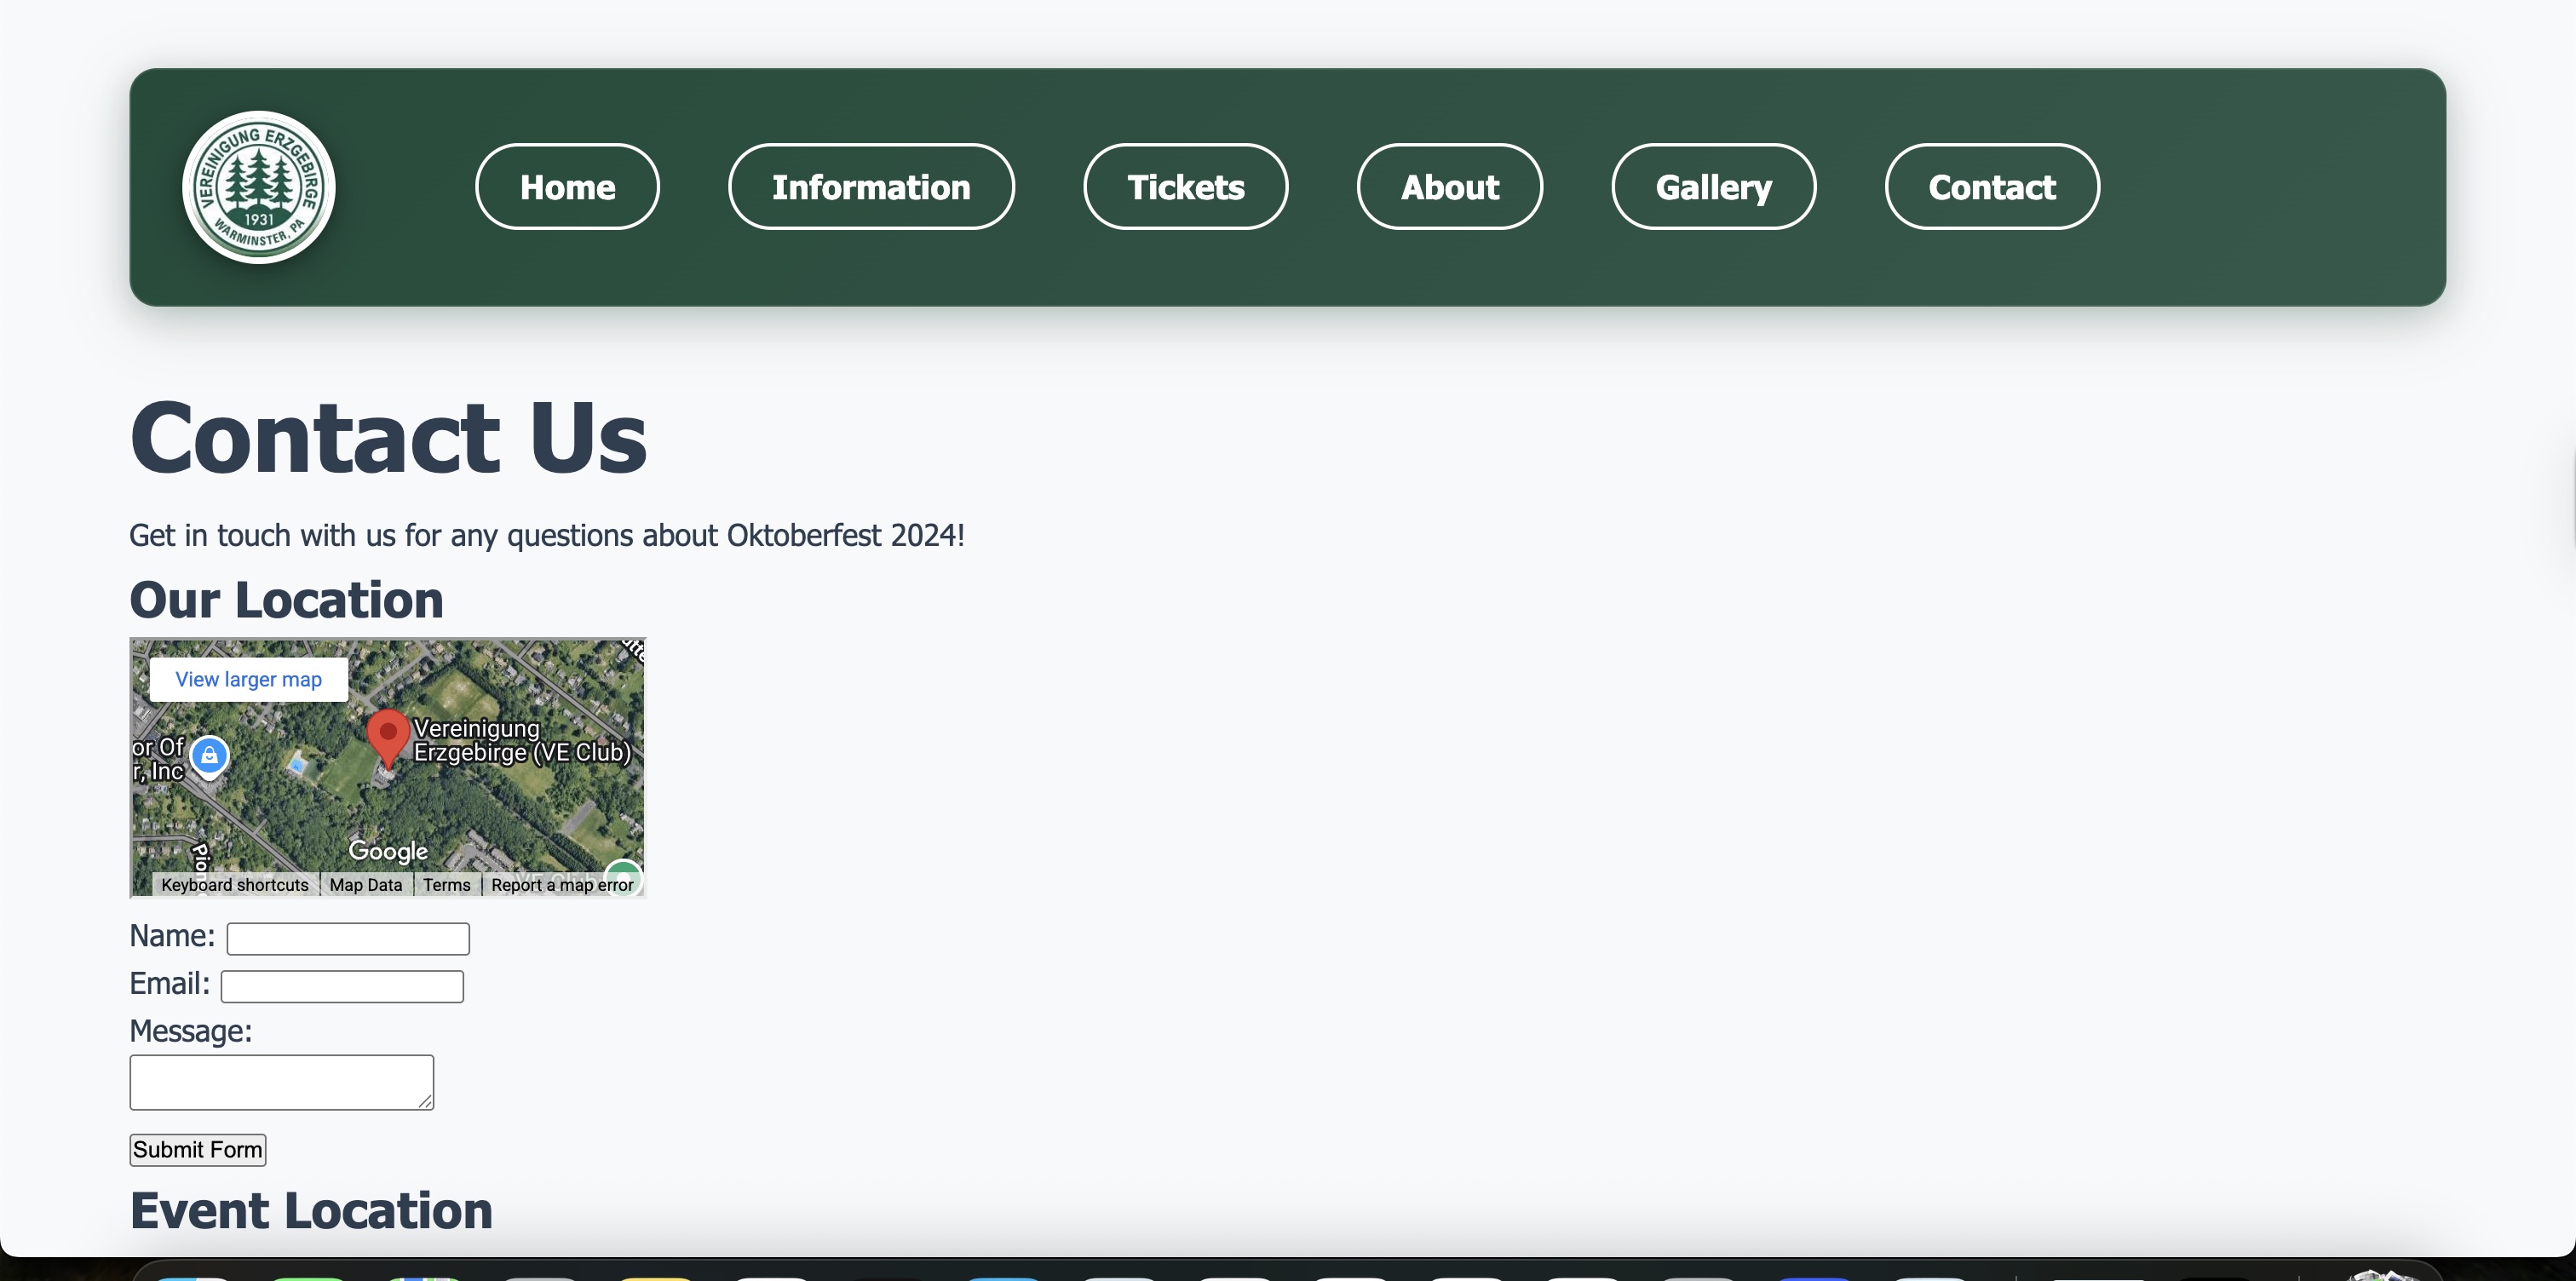 VEREINIGUNG ERZGEBIRGE
1931
WARMINSTER, PA
Home
Information
Tickets
About
Gallery
Contact
Contact Us
Get in touch with us for any questions about Oktoberfest 2024!
Our Location
View larger map
Vereinigung
Erzgebirge (VE Club)
or Of
r, Inc
Google
Keyboard shortcuts
Map Data
Terms
Report a map error
Name:
Email:
Message:
Submit Form
Event Location